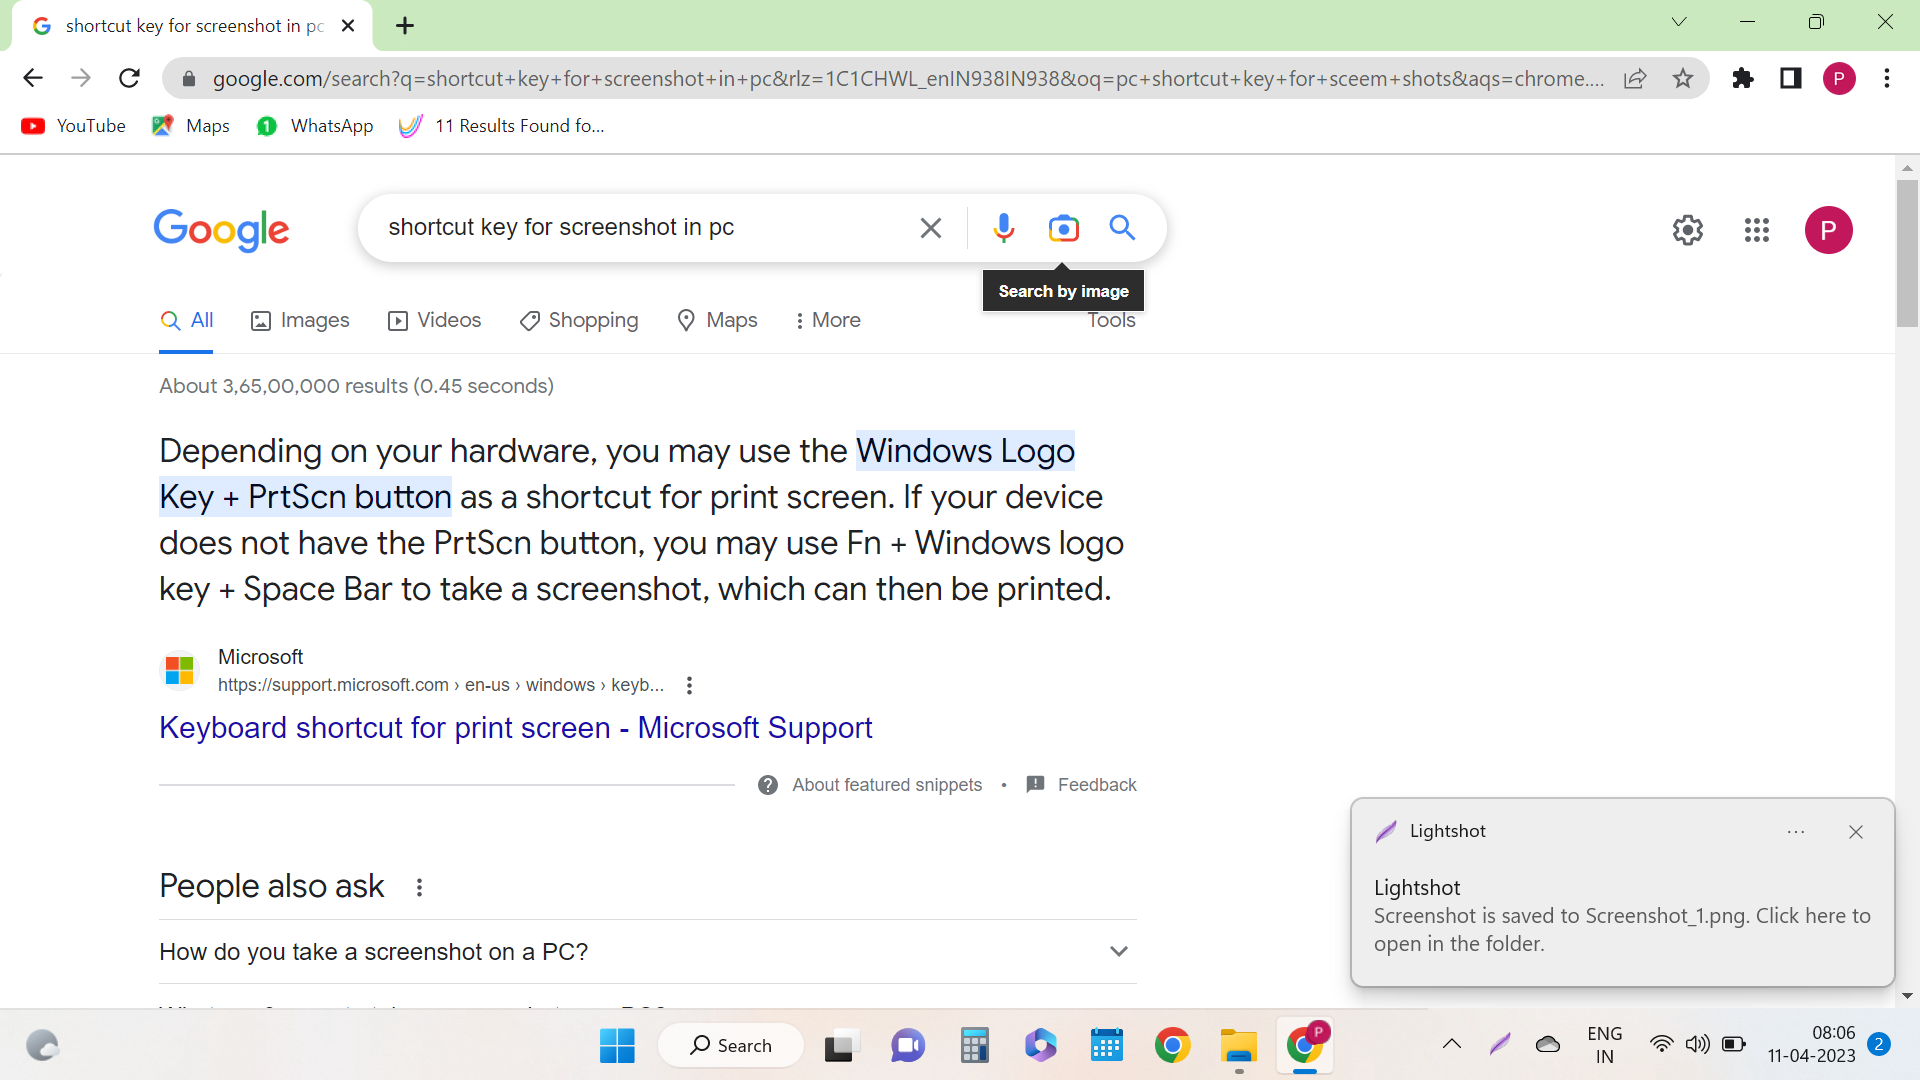 shortcut key for screenshot in pc
google.com/search?q=shortcut+key+for+screenshot+in+pc&rlz=1C1CHWL_enIN938IN938&oq=pc+shortcut+key+for+sceem+shots&aqs=chrome....
P
YouTube
Maps
1
WhatsApp
11 Results Found fo...
Google
shortcut key for screenshot in pc
P
Search by image
All
Images
Videos
Shopping
Maps
More
Tools
About 3,65,00,000 results (0.45 seconds)
Depending on your hardware, you may use the Windows Logo
Key + PrtScn button as a shortcut for print screen. If your device
does not have the PrtScn button, you may use Fn + Windows logo
key + Space Bar to take a screenshot, which can then be printed.
Microsoft
https://support.microsoft.com › en-us › windows › keyb...
Keyboard shortcut for print screen - Microsoft Support
About featured snippets • Feedback
People also ask
How do you take a screenshot on a PC?
Lightshot
Lightshot
Screenshot is saved to Screenshot_1.png. Click here to
open in the folder.
Search
P
ENG
IN
08:06
11-04-2023
2